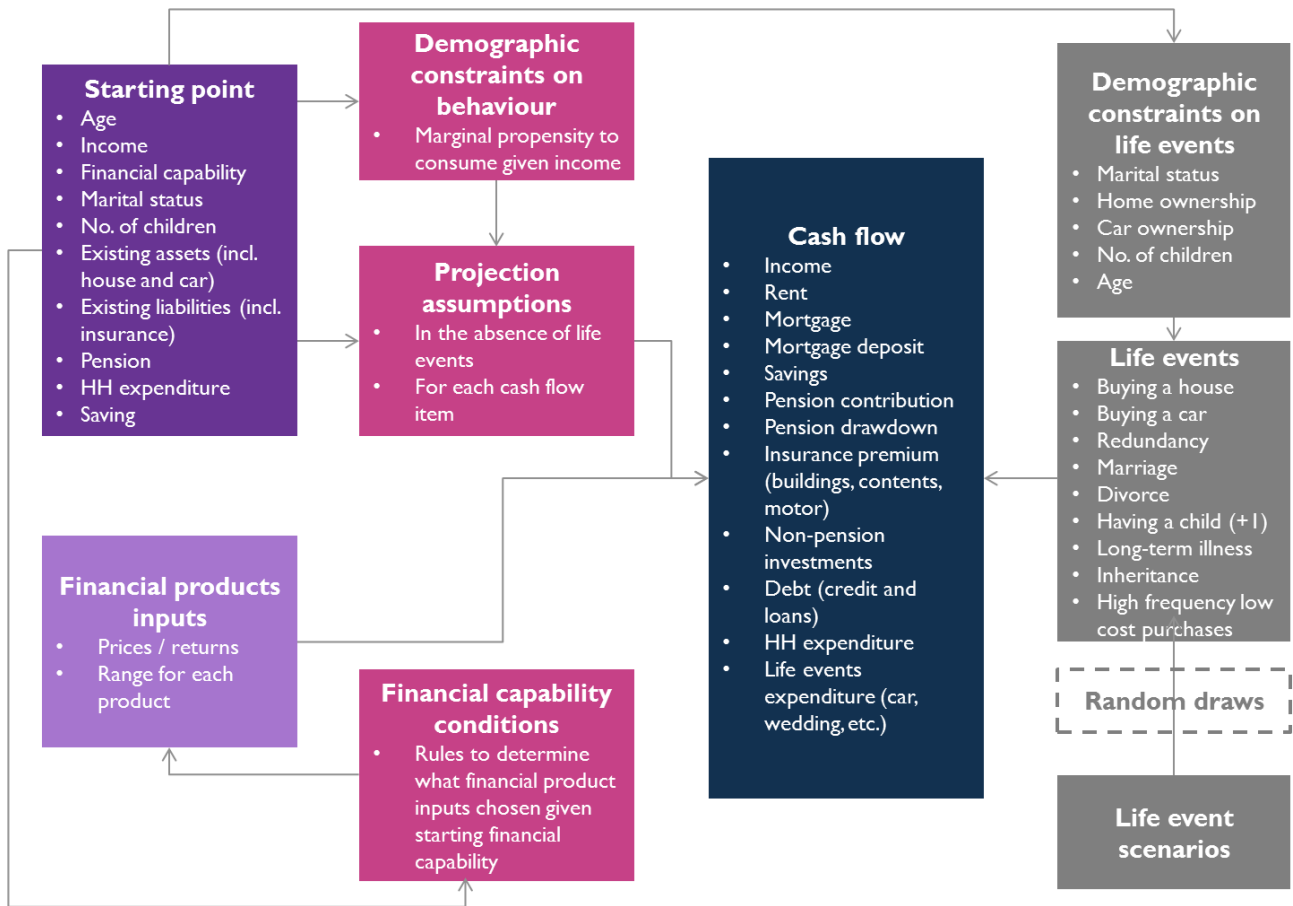 Starting point
• Age
• Income
• Financial capability
• Marital status
• No. of children
• Existing assets (incl.
house and car)
• Existing liabilities (incl.
insurance)
• Pension
• HH expenditure
• Saving
Demographic
constraints on
behaviour
• Marginal propensity to
consume given income
Projection
assumptions
• In the absence of life
events
• For each cash flow
item
Financial products
inputs
• Prices / returns
• Range for each
product
Financial capability
conditions
• Rules to determine
what financial product
inputs chosen given
starting financial
capability
Cash flow
• Income
• Rent
• Mortgage
• Mortgage deposit
• Savings
• Pension contribution
• Pension drawdown
• Insurance premium
(buildings, contents,
motor)
• Non-pension
investments
• Debt (credit and
loans)
• HH expenditure
• Life events
expenditure (car,
wedding, etc.)
Demographic
constraints on
life events
• Marital status
• Home ownership
• Car ownership
• No. of children
• Age
Life events
• Buying a house
• Buying a car
• Redundancy
• Marriage
• Divorce
• Having a child (+1)
• Long-term illness
• Inheritance
• High frequency low
cost purchases
Random draws
Life event
scenarios